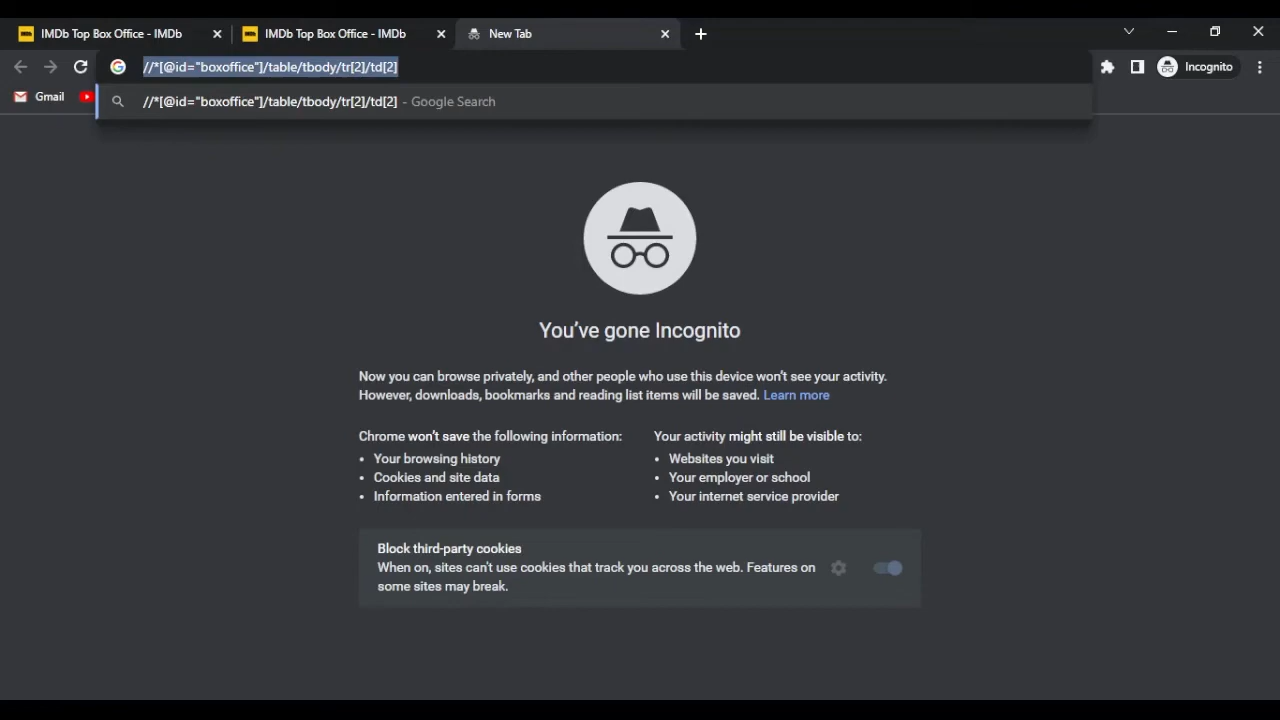 IMDb Top Box Office - IMDb
IMDb Top Box Office - IMDb
New Tab
//*[@id="boxoffice"]/table/tbody/tr[2]/td[2]
Incognito
Gmail
//*[@id="boxoffice"]/table/tbody/tr[2]/td[2] - Google Search
You've gone Incognito
Now you can browse privately, and other people who use this device won't see your activity.
However, downloads, bookmarks and reading list items will be saved. Learn more
Chrome won't save the following information:
• Your browsing history
• Cookies and site data
• Information entered in forms
Your activity might still be visible to:
• Websites you visit
• Your employer or school
• Your internet service provider
Block third-party cookies
When on, sites can't use cookies that track you across the web. Features on
some sites may break.